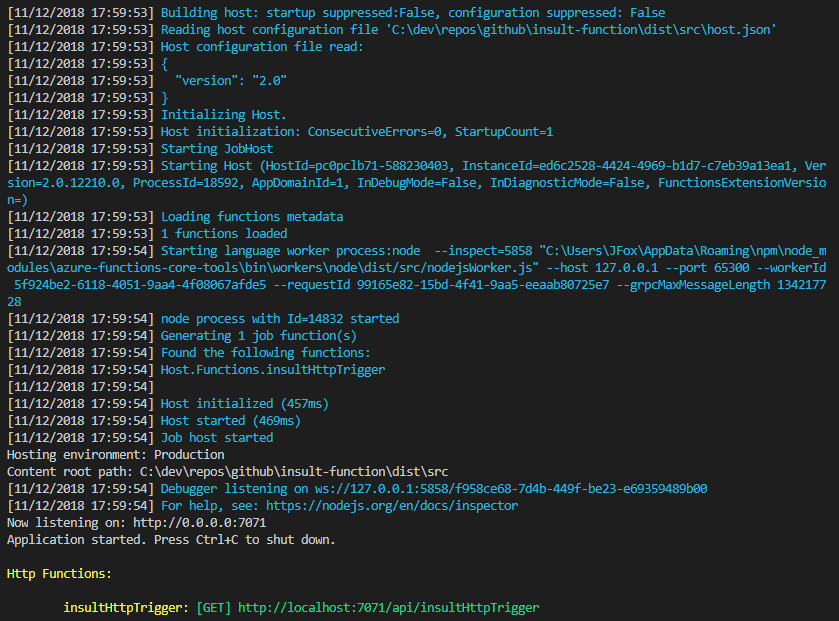 [11/12/2018 17:59:53] Building host: startup suppressed:False, configuration suppressed: False
[11/12/2018 17:59:53] Reading host configuration file 'C:\dev\repos\github\insult-function\dist\src\host.json'
[11/12/2018 17:59:53] Host configuration file read:
[11/12/2018 17:59:53] {
[11/12/2018 17:59:53]   "version": "2.0"
[11/12/2018 17:59:53] }
[11/12/2018 17:59:53] Initializing Host.
[11/12/2018 17:59:53] Host initialization: ConsecutiveErrors=0, StartupCount=1
[11/12/2018 17:59:53] Starting JobHost
[11/12/2018 17:59:53] Starting Host (HostId=pc0pclb71-588230403, InstanceId=ed6c2528-4424-4969-b1d7-c7eb39a13ea1, Ver
sion=2.0.12210.0, ProcessId=18592, AppDomainId=1, InDebugMode=False, InDiagnosticMode=False, FunctionsExtensionVersio
n=)
[11/12/2018 17:59:53] Loading functions metadata
[11/12/2018 17:59:53] 1 functions loaded
[11/12/2018 17:59:54] Starting language worker process:node  --inspect=5858 "C:\Users\JFox\AppData\Roaming\npm\node_m
odules\azure-functions-core-tools\bin\workers\node\dist/src/nodejsWorker.js" --host 127.0.0.1 --port 65300 --workerId
 5f924be2-6118-4051-9aa4-4f08067afde5 --requestId 99165e82-15bd-4f41-9aa5-eeaab80725e7 --grpcMaxMessageLength 1342177
28
[11/12/2018 17:59:54] node process with Id=14832 started
[11/12/2018 17:59:54] Generating 1 job function(s)
[11/12/2018 17:59:54] Found the following functions:
[11/12/2018 17:59:54] Host.Functions.insultHttpTrigger
[11/12/2018 17:59:54]
[11/12/2018 17:59:54] Host initialized (457ms)
[11/12/2018 17:59:54] Host started (469ms)
[11/12/2018 17:59:54] Job host started
Hosting environment: Production
Content root path: C:\dev\repos\github\insult-function\dist\src
[11/12/2018 17:59:54] Debugger listening on ws://127.0.0.1:5858/f958ce68-7d4b-449f-be23-e69359489b00
[11/12/2018 17:59:54] For help, see: https://nodejs.org/en/docs/inspector
Now listening on: http://0.0.0.0:7071
Application started. Press Ctrl+C to shut down.

Http Functions:

        insultHttpTrigger: [GET] http://localhost:7071/api/insultHttpTrigger